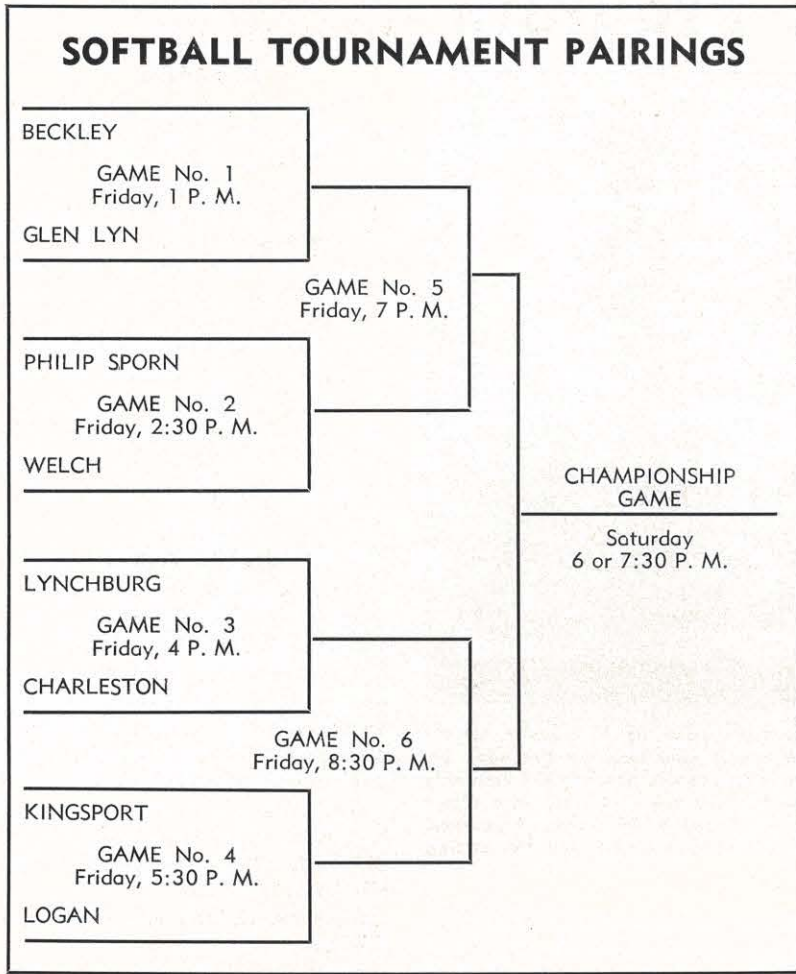 SOFTBALL TOURNAMENT PAIRINGS
BECKLEY
GAME No. 1
Friday, 1 P. M.
GLEN LYN
GAME No. 5
Friday, 7 P. M.
PHILIP SPORN
GAME No. 2
Friday, 2:30 P. M.
WELCH
CHAMPIONSHIP
GAME
Saturday
6 or 7:30 P. M.
LYNCHBURG
GAME No. 3
Friday, 4 P. M.
CHARLESTON
GAME No. 6
Friday, 8:30 P. M.
KINGSPORT
GAME No. 4
Friday, 5:30 P. M.
LOGAN